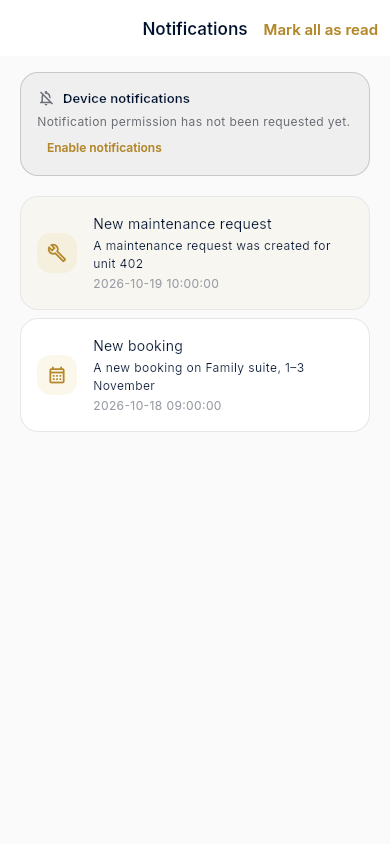 Notifications
Mark all as read
Device notifications
Notification permission has not been requested yet.
Enable notifications
New maintenance request
A maintenance request was created for
unit 402
2026-10-19 10:00:00
New booking
A new booking on Family suite, 1–3
November
2026-10-18 09:00:00